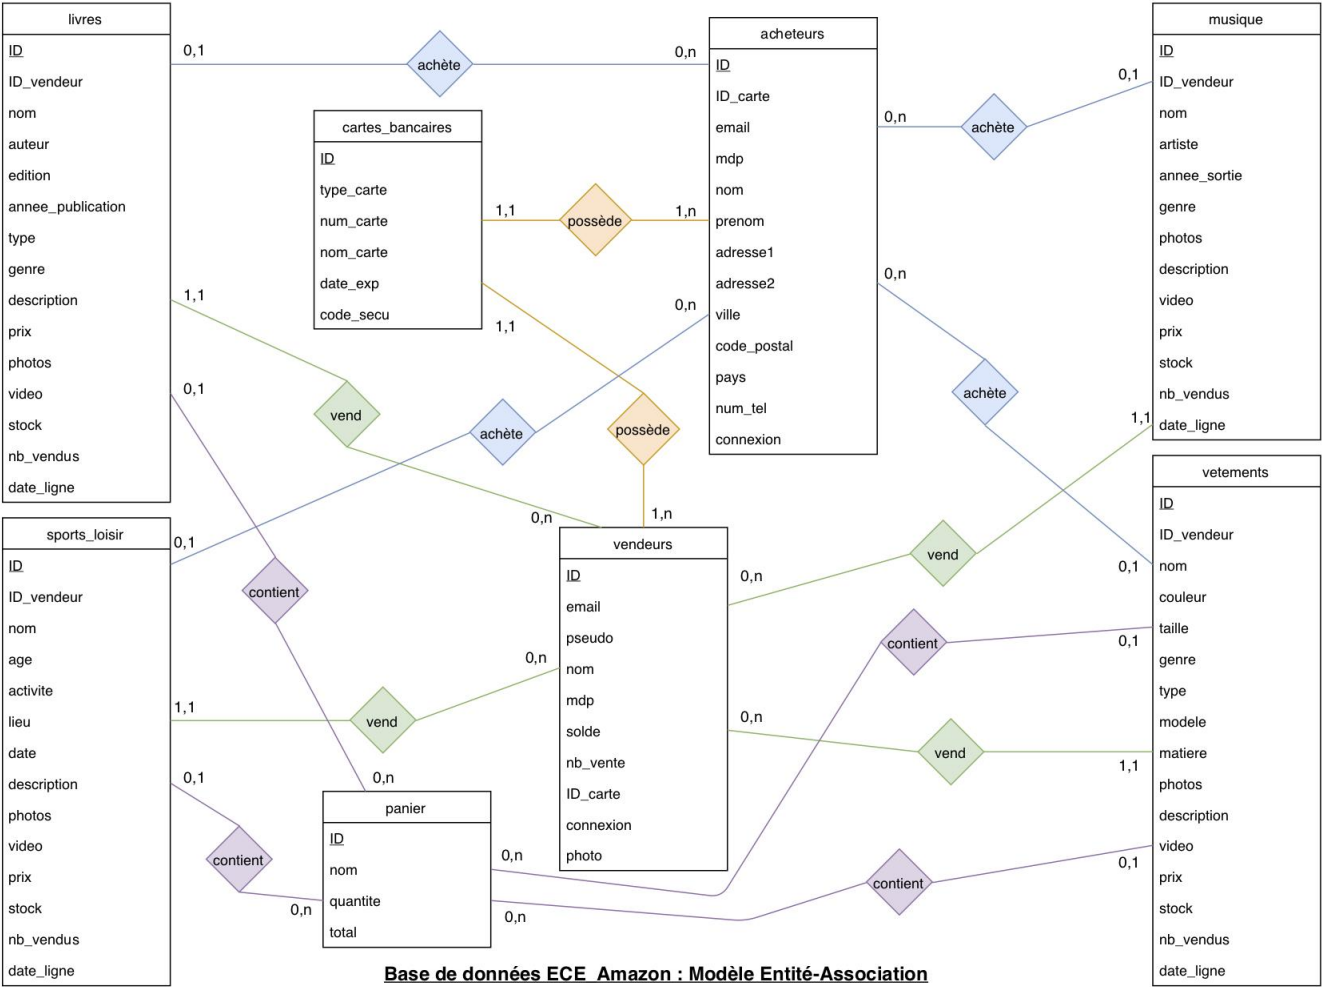 livres
ID
ID_vendeur
nom
auteur
edition
annee_publication
type
genre
description
prix
photos
video
stock
nb_vendus
date_ligne
0,1
achète
0,n
cartes_bancaires
ID
type_carte
num_carte
nom_carte
date_exp
code_secu
1,1
possède
1,n
acheteurs
ID
ID_carte
email
mdp
nom
prenom
adresse1
adresse2
ville
code_postal
pays
num_tel
connexion
0,n
achète
0,1
musique
ID
ID_vendeur
nom
artiste
annee_sortie
genre
photos
description
video
prix
stock
nb_vendus
date_ligne
1,1
vend
0,n
0,1
contient
0,n
1,1
possède
1,n
0,n
achète
0,1
0,n
achète
0,1
1,1
vend
0,n
sports_loisir
ID
ID_vendeur
nom
age
activite
lieu
date
description
photos
video
prix
stock
nb_vendus
date_ligne
1,1
vend
0,n
0,1
contient
0,n
panier
ID
nom
quantite
total
vendeurs
ID
email
pseudo
nom
mdp
solde
nb_vente
ID_carte
connexion
photo
0,n
contient
0,1
0,n
vend
1,1
0,n
contient
0,1
vetements
ID
ID_vendeur
nom
couleur
taille
genre
type
modele
matiere
photos
description
video
prix
stock
nb_vendus
date_ligne
Base de données ECE Amazon : Modèle Entité-Association